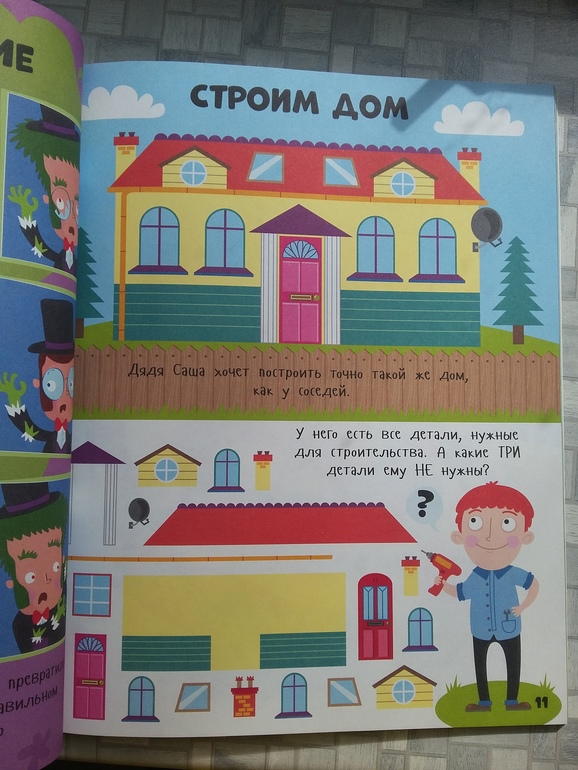 ИЕ
СТРОИМ ДОМ
Дядя Саша хочет построить точно такой же дом,
как у соседей.
У него есть все детали, нужные
для строительства. А какие ТРИ
детали ему НЕ нужны?
?
11